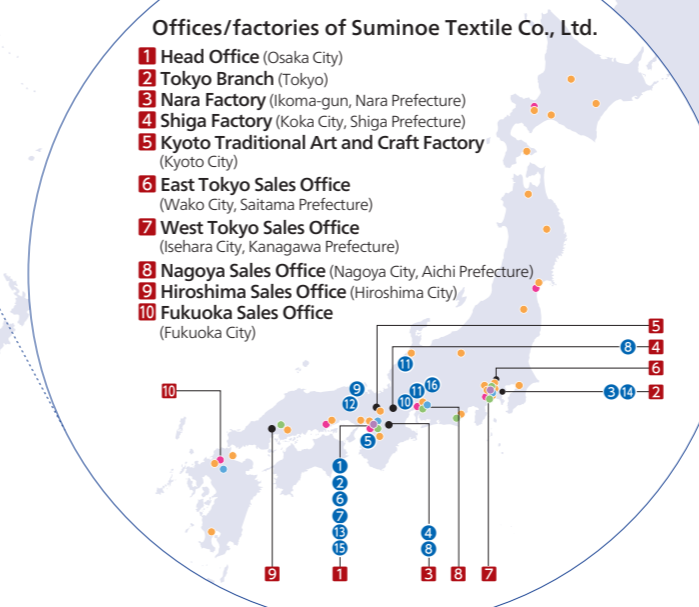 Offices/factories of Suminoe Textile Co., Ltd.
1 Head Office (Osaka City)
2 Tokyo Branch (Tokyo)
3 Nara Factory (Ikoma-gun, Nara Prefecture)
4 Shiga Factory (Koka City, Shiga Prefecture)
5 Kyoto Traditional Art and Craft Factory
(Kyoto City)
6 East Tokyo Sales Office
(Wako City, Saitama Prefecture)
7 West Tokyo Sales Office
(Isehara City, Kanagawa Prefecture)
8 Nagoya Sales Office (Nagoya City, Aichi Prefecture)
9 Hiroshima Sales Office (Hiroshima City)
10 Fukuoka Sales Office
(Fukuoka City)
5
8 4
11
6
10
9
11 16
3 14 2
12
10
5
1
2
6
7
13
15
4
8
9
1
3
8
7